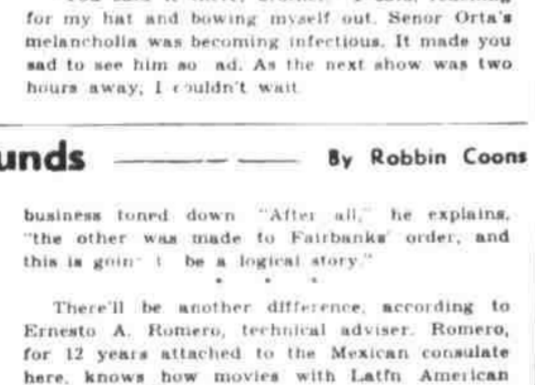 for my hat and bowing myself out. Senor Orta's
melancholia was becoming infectious. It made you
sad to see him so ad. As the next show was two
hours away, I c uldn't wait.
unds By Robbin Coons
business toned down "After all," he explains,
"the other was made to Fairbanks' order, and
this is goin t be a logical story."
* * *
There'll be another difference, according to
Ernesto A. Romero, technical adviser. Romero,
for 12 years attached to the Mexican consulate
here, knows how movies with Latin American